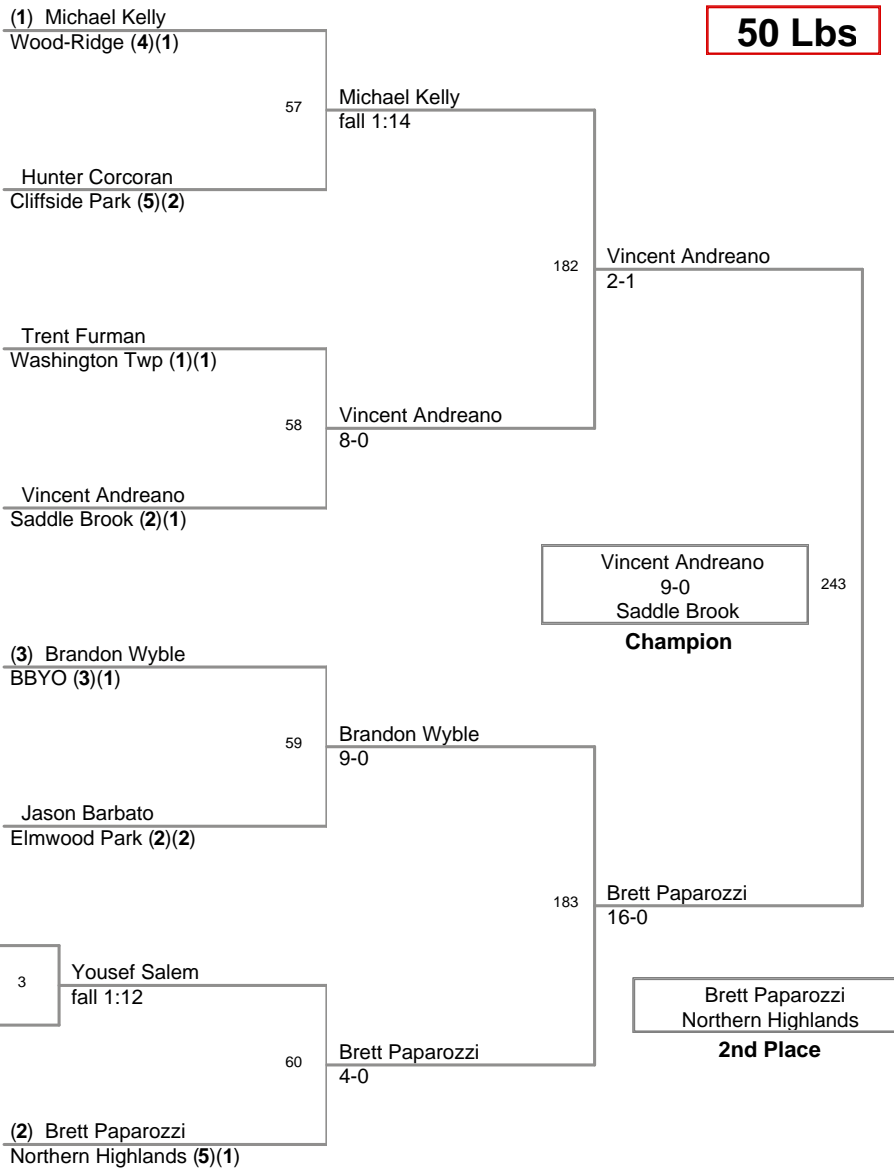 50 Lbs
(1) Michael Kelly
Wood-Ridge (4)(1)
57
Hunter Corcoran
Cliffside Park (5)(2)
Michael Kelly
fall 1:14
Trent Furman
Washington Twp (1)(1)
58
Vincent Andreano
Saddle Brook (2)(1)
Vincent Andreano
8-0
182
Vincent Andreano
2-1
(3) Brandon Wyble
BBYO (3)(1)
59
Jason Barbato
Elmwood Park (2)(2)
Brandon Wyble
9-0
3
Yousef Salem
fall 1:12
60
(2) Brett Paparozzi
Northern Highlands (5)(1)
Brett Paparozzi
4-0
183
Brett Paparozzi
16-0
243
Vincent Andreano
9-0
Saddle Brook
Champion
Brett Paparozzi
Northern Highlands
2nd Place